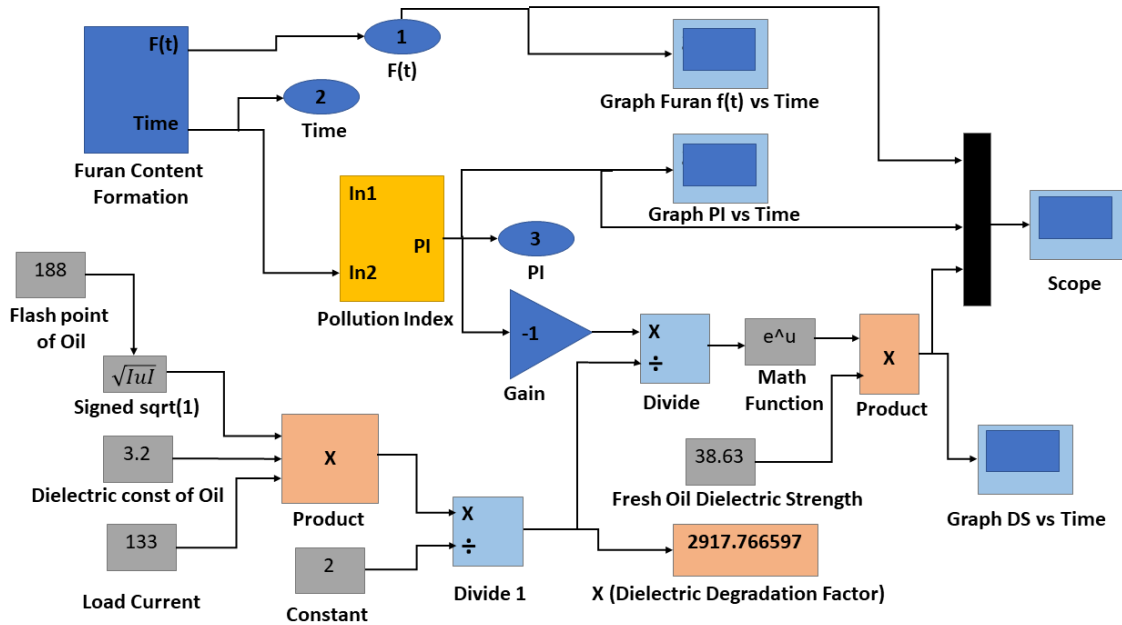 F(t)
Time
Furan Content
Formation
1
F(t)
2
Time
Graph Furan f(t) vs Time
In1
PI
In2
Pollution Index
3
PI
Graph PI vs Time
Scope
188
Flash point
of Oil
√IuI
Signed sqrt(1)
3.2
Dielectric const of Oil
133
Load Current
X
Product
2
Constant
X
÷
Divide 1
-1
Gain
X
÷
Divide
e^u
Math
Function
X
Product
38.63
Fresh Oil Dielectric Strength
2917.766597
X (Dielectric Degradation Factor)
Graph DS vs Time